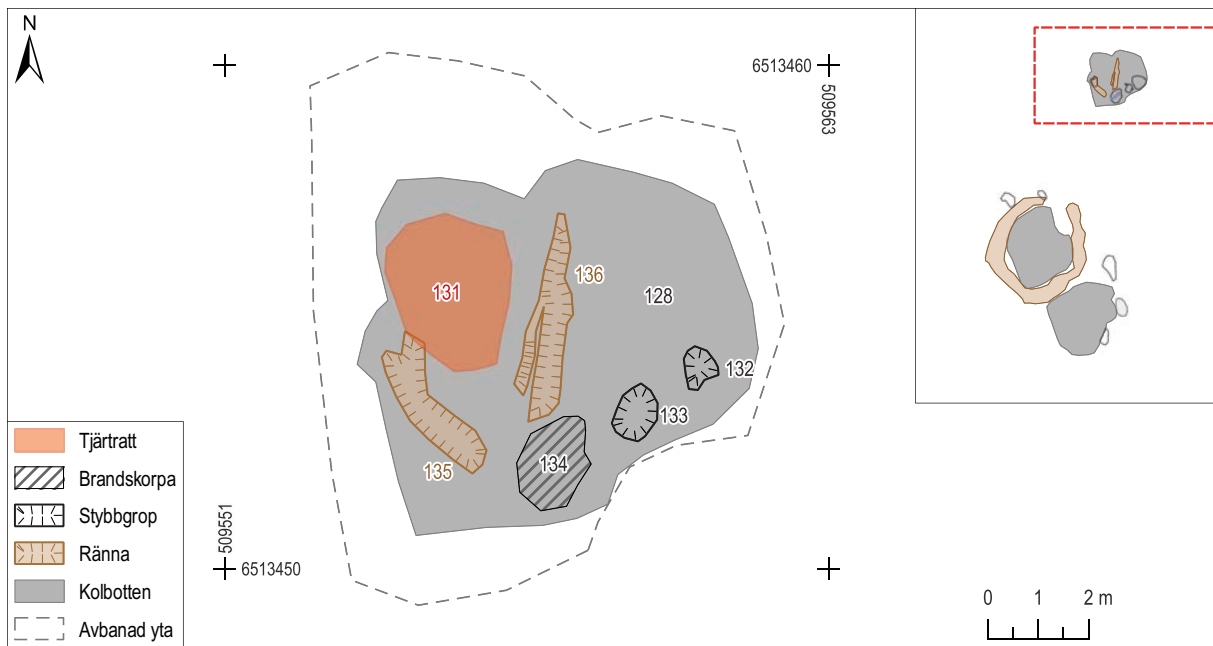 N
6513460
509563
131
136
128
132
133
134
135
509551
6513450
Tjärtratt
Brandskorpa
Stybbgrop
Ränna
Kolbotten
Avbanad yta
0 1 2 m